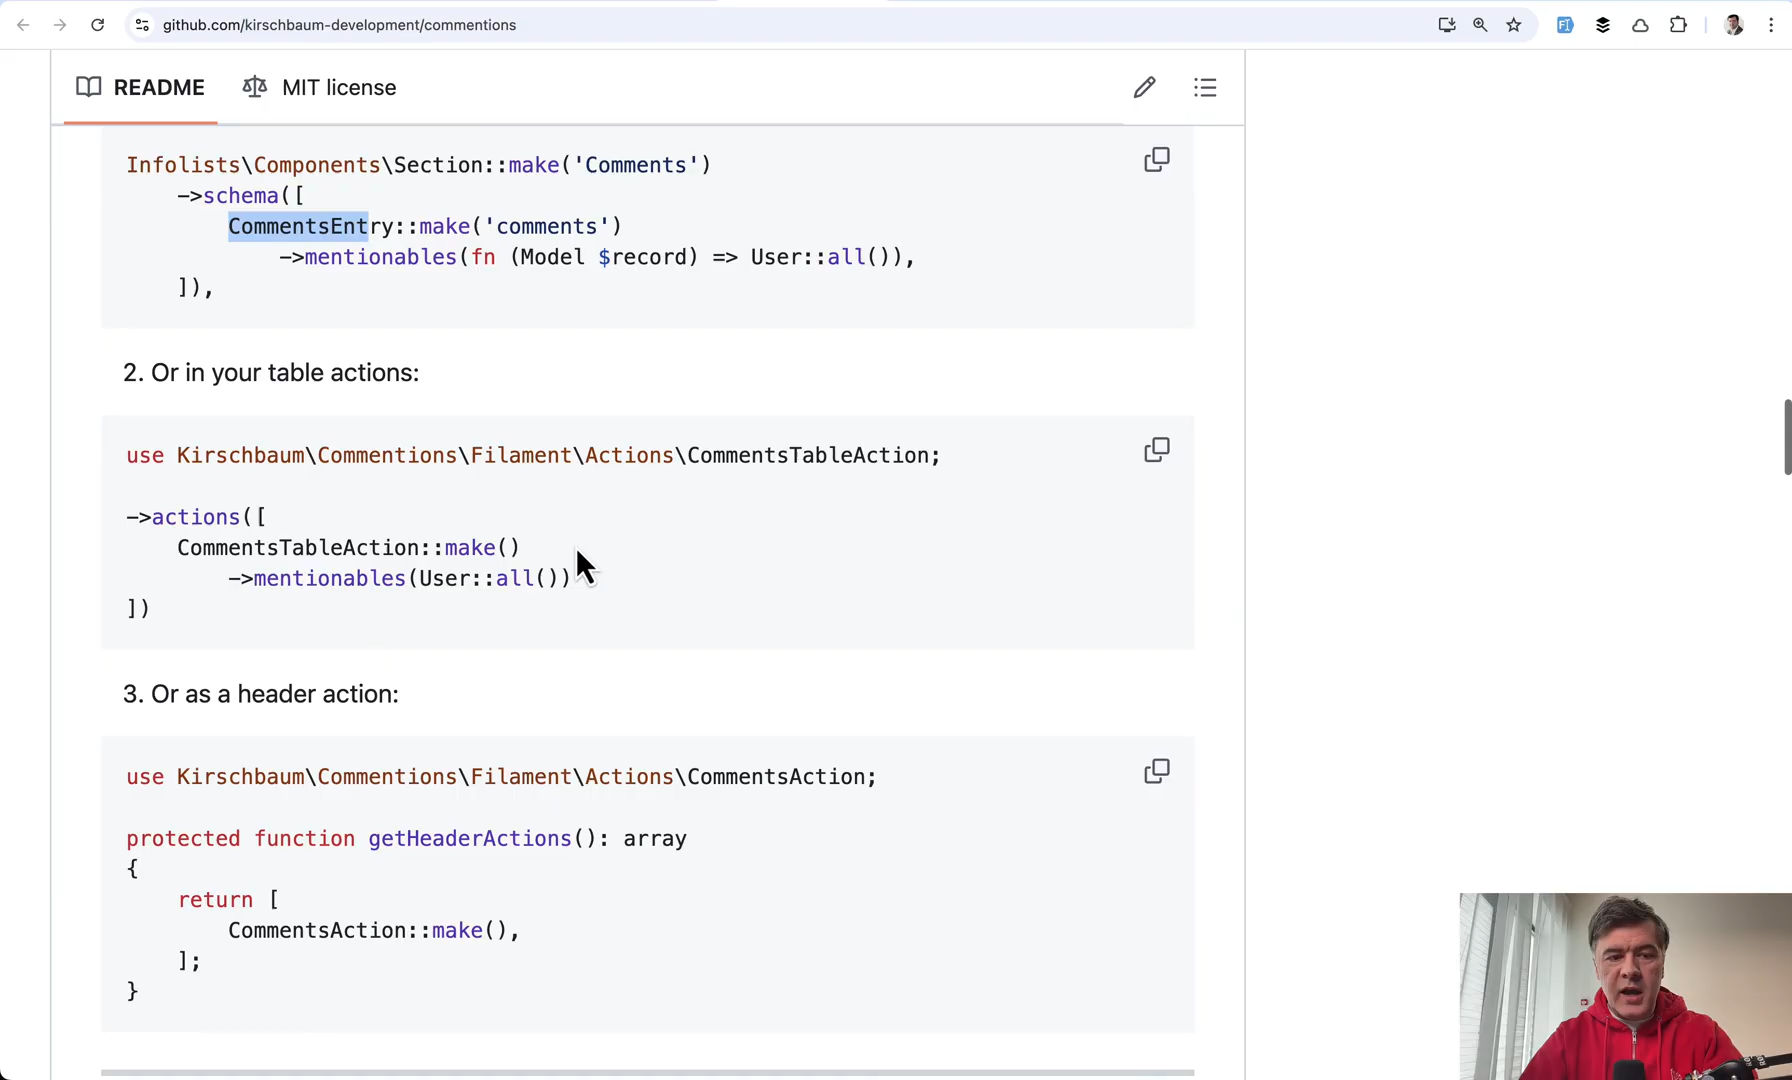 github.com/kirschbaum-development/commentions
README
MIT license
Infolists\Components\Section::make('Comments')
->schema([
CommentsEntry::make('comments')
->mentionables(fn (Model $record) => User::all()),
]),
2. Or in your table actions:
use Kirschbaum\Commentions\Filament\Actions\CommentsTableAction;
->actions([
CommentsTableAction::make()
->mentionables(User::all())
])
3. Or as a header action:
use Kirschbaum\Commentions\Filament\Actions\CommentsAction;
protected function getHeaderActions(): array
{
return [
CommentsAction::make(),
];
}